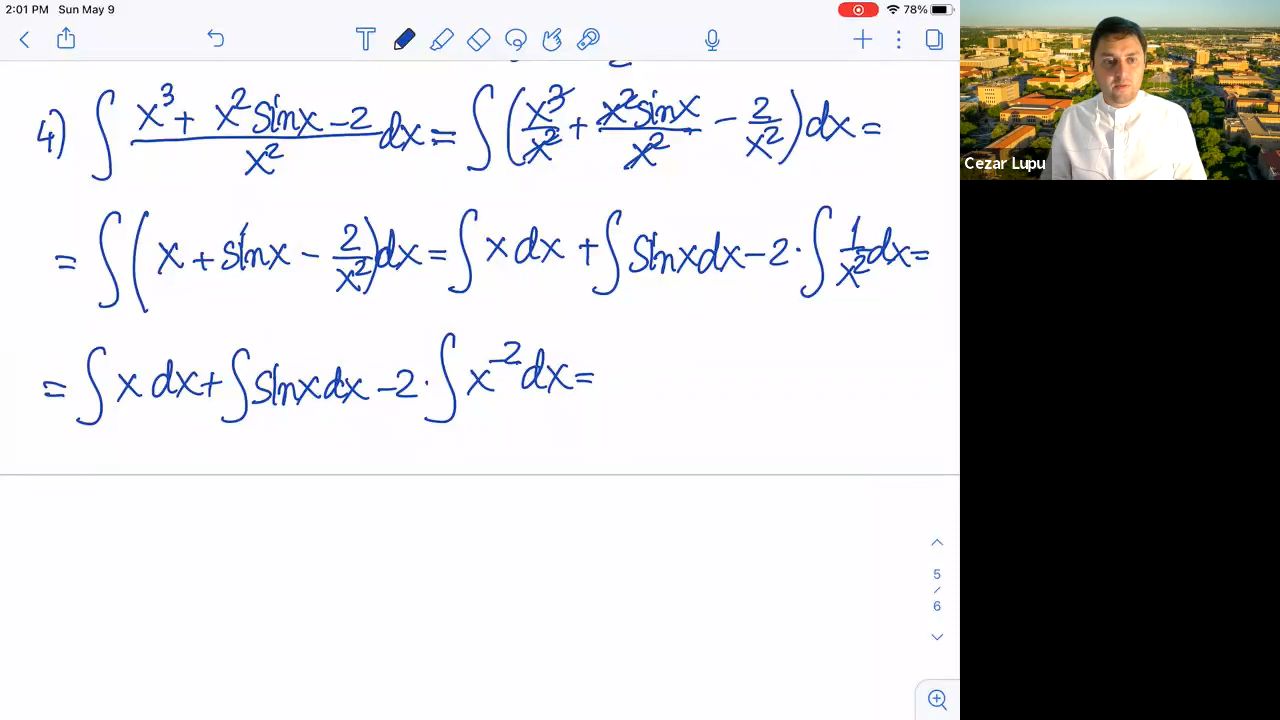 2:01 PM Sun May 9
78%
T
4) ∫ (x³ + x² sin x - 2)/x² dx = ∫ (x³/x² + x² sin x/x² - 2/x²) dx =
= ∫ (x + sin x - 2/x²) dx = ∫ x dx + ∫ sin x dx - 2 · ∫ 1/x² dx =
= ∫ x dx + ∫ sin x dx - 2 · ∫ x⁻² dx =
Cezar Lupu
5
/
6